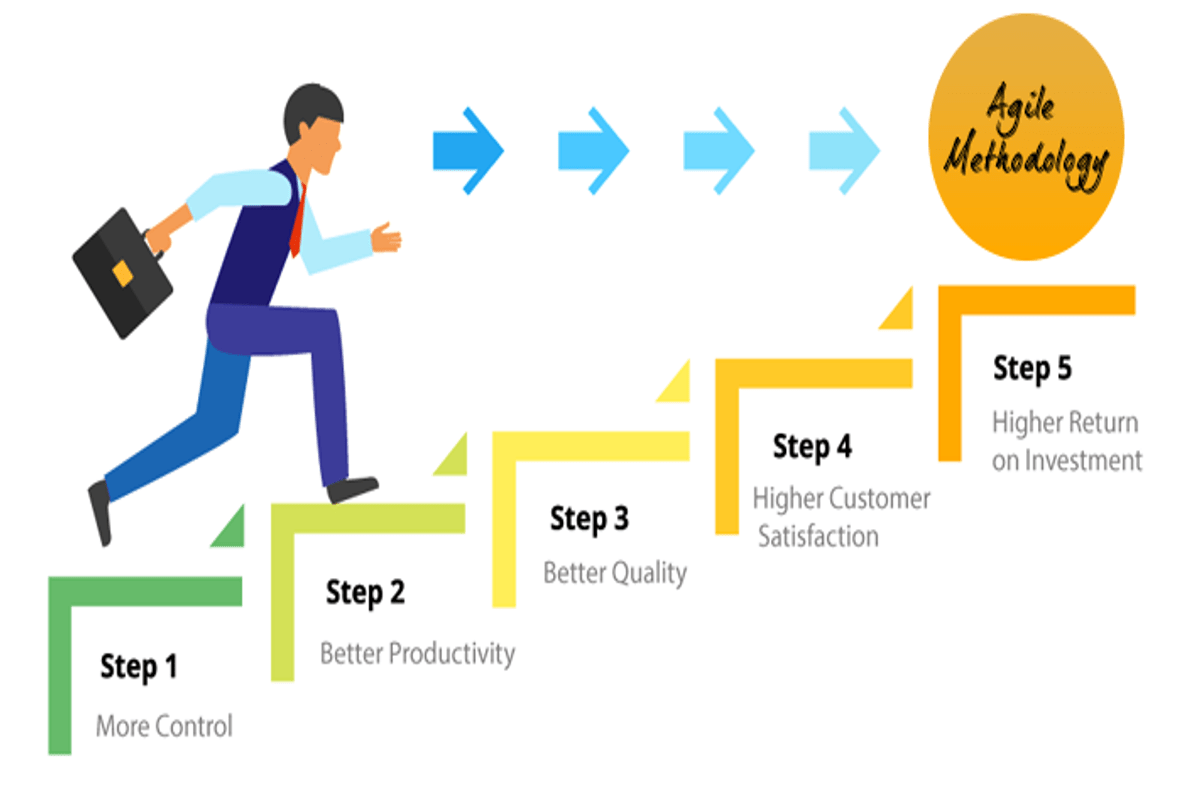 Agile
Methodology
Step 1
More Control
Step 2
Better Productivity
Step 3
Better Quality
Step 4
Higher Customer
Satisfaction
Step 5
Higher Return
on Investment